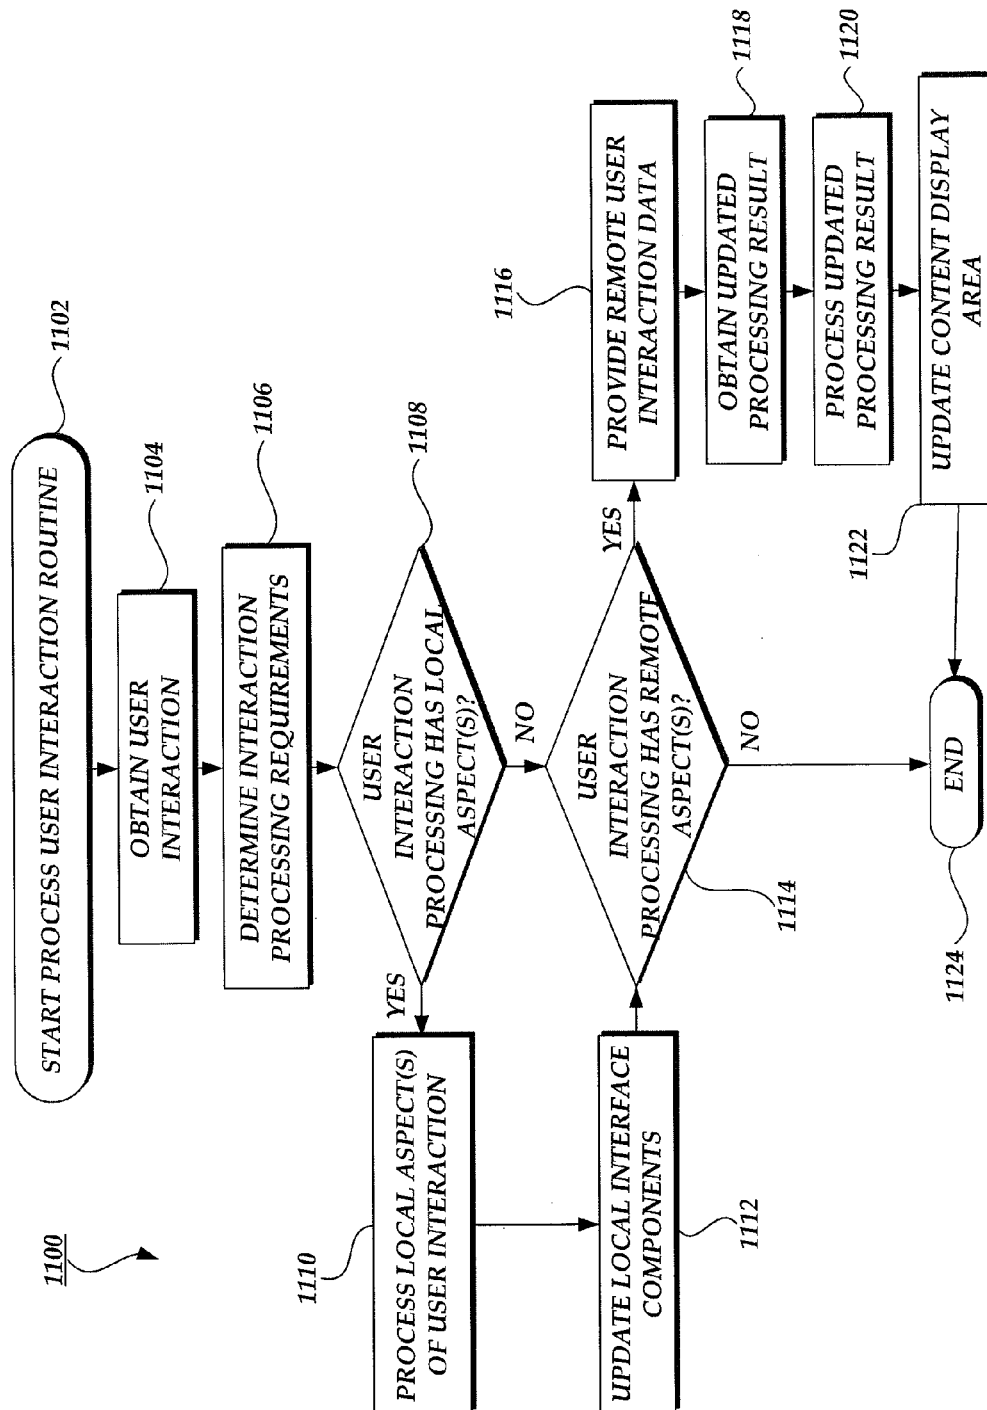 1100
START PROCESS USER INTERACTION ROUTINE
1102
OBTAIN USER
INTERACTION
1104
DETERMINE INTERACTION
PROCESSING REQUIREMENTS
1106
USER
INTERACTION
PROCESSING HAS LOCAL
ASPECT(S)?
1108
YES
NO
PROCESS LOCAL ASPECT(S)
OF USER INTERACTION
1110
UPDATE LOCAL INTERFACE
COMPONENTS
1112
USER
INTERACTION
PROCESSING HAS REMOTE
ASPECT(S)?
1114
YES
NO
PROVIDE REMOTE USER
INTERACTION DATA
1116
OBTAIN UPDATED
PROCESSING RESULT
1118
PROCESS UPDATED
PROCESSING RESULT
1120
UPDATE CONTENT DISPLAY
AREA
1122
END
1124